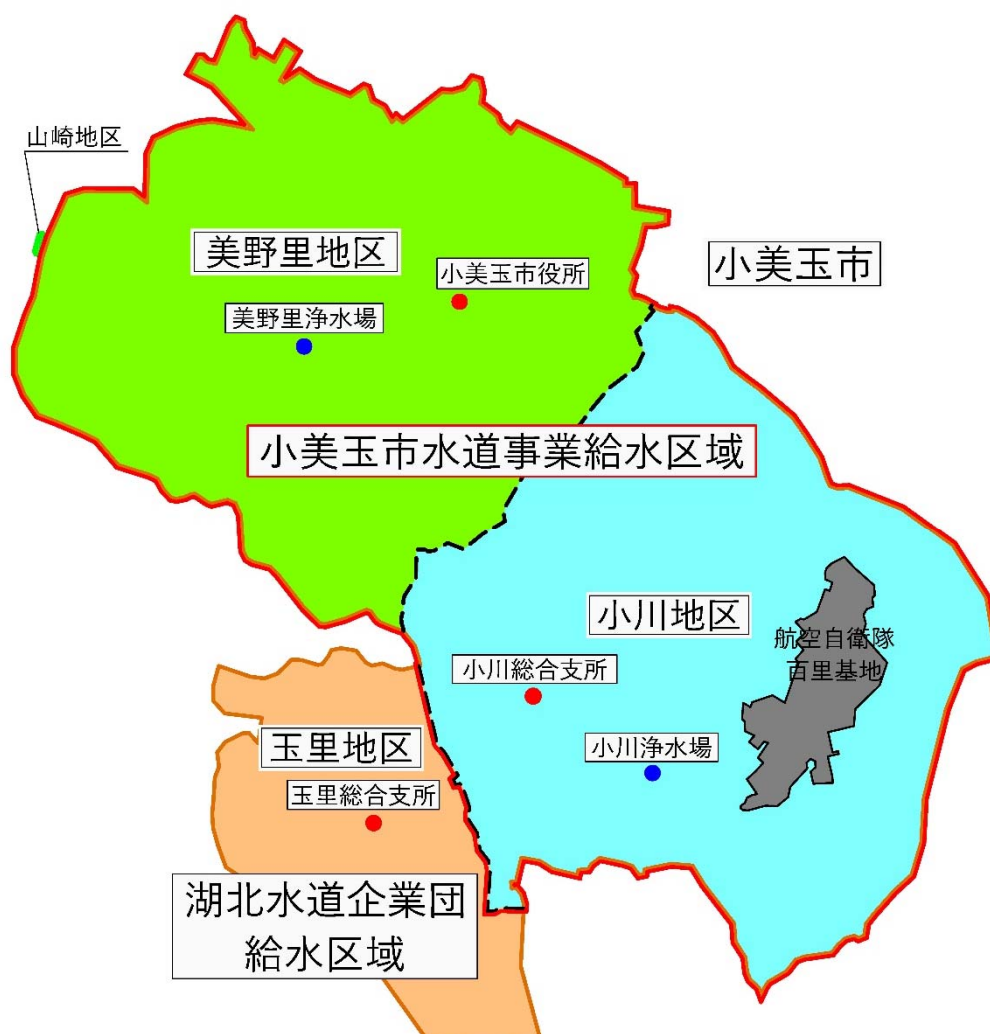 山崎地区
美野里地区
小美玉市役所
小美玉市
美野里浄水場
小美玉市水道事業給水区域
小川地区
航空自衛隊
百里基地
小川総合支所
玉里地区
小川浄水場
玉里総合支所
湖北水道企業団
給水区域